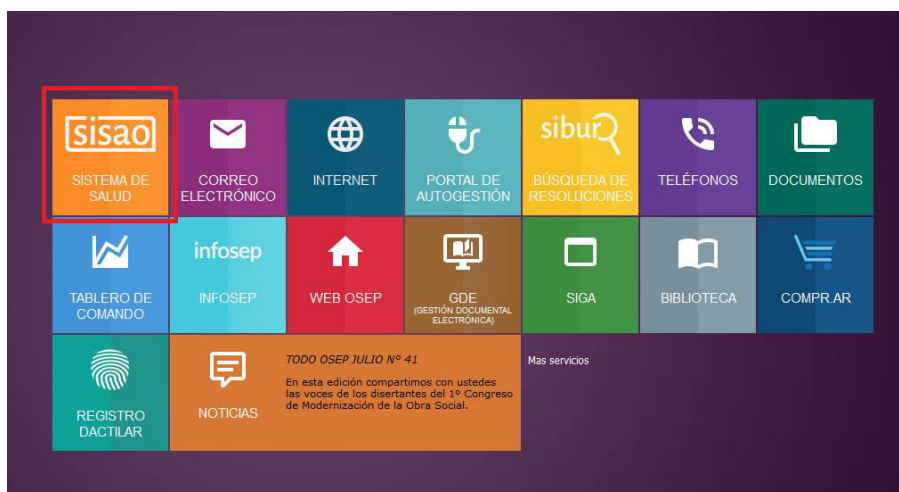 sisao
SISTEMA DE
SALUD
CORREO
ELECTRÓNICO
INTERNET
PORTAL DE
AUTOGESTIÓN
sibur
BÚSQUEDA DE
RESOLUCIONES
TELÉFONOS
DOCUMENTOS
TABLERO DE
COMANDO
infosep
INFOSEP
WEB OSEP
GDE
(GESTIÓN DOCUMENTAL
ELECTRÓNICA)
SIGA
BIBLIOTECA
COMPR.AR
REGISTRO
DACTILAR
NOTICIAS
TODO OSEP JULIO Nº 41
En esta edición compartimos con ustedes
las voces de los disertantes del 1º Congreso
de Modernización de la Obra Social.
Mas servicios